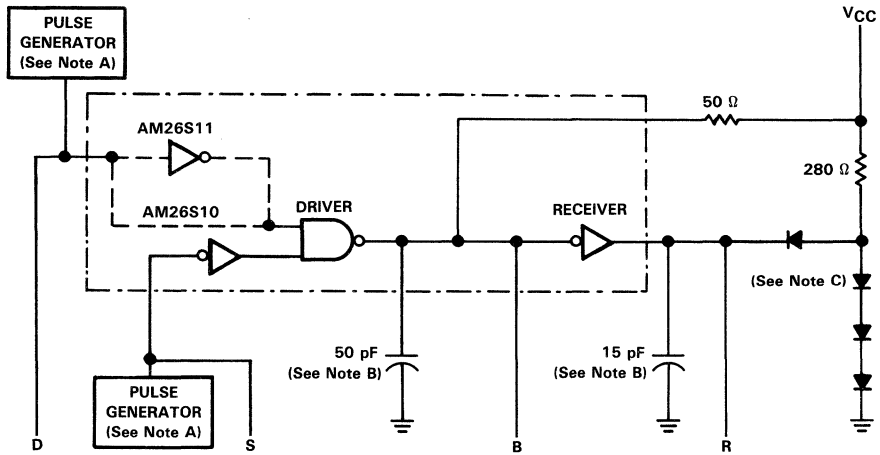 PULSE
GENERATOR
(See Note A)
VCC
50 Ω
AM26S11
280 Ω
AM26S10
DRIVER
RECEIVER
(See Note C)
50 pF
(See Note B)
15 pF
(See Note B)
PULSE
GENERATOR
(See Note A)
D
S
B
R